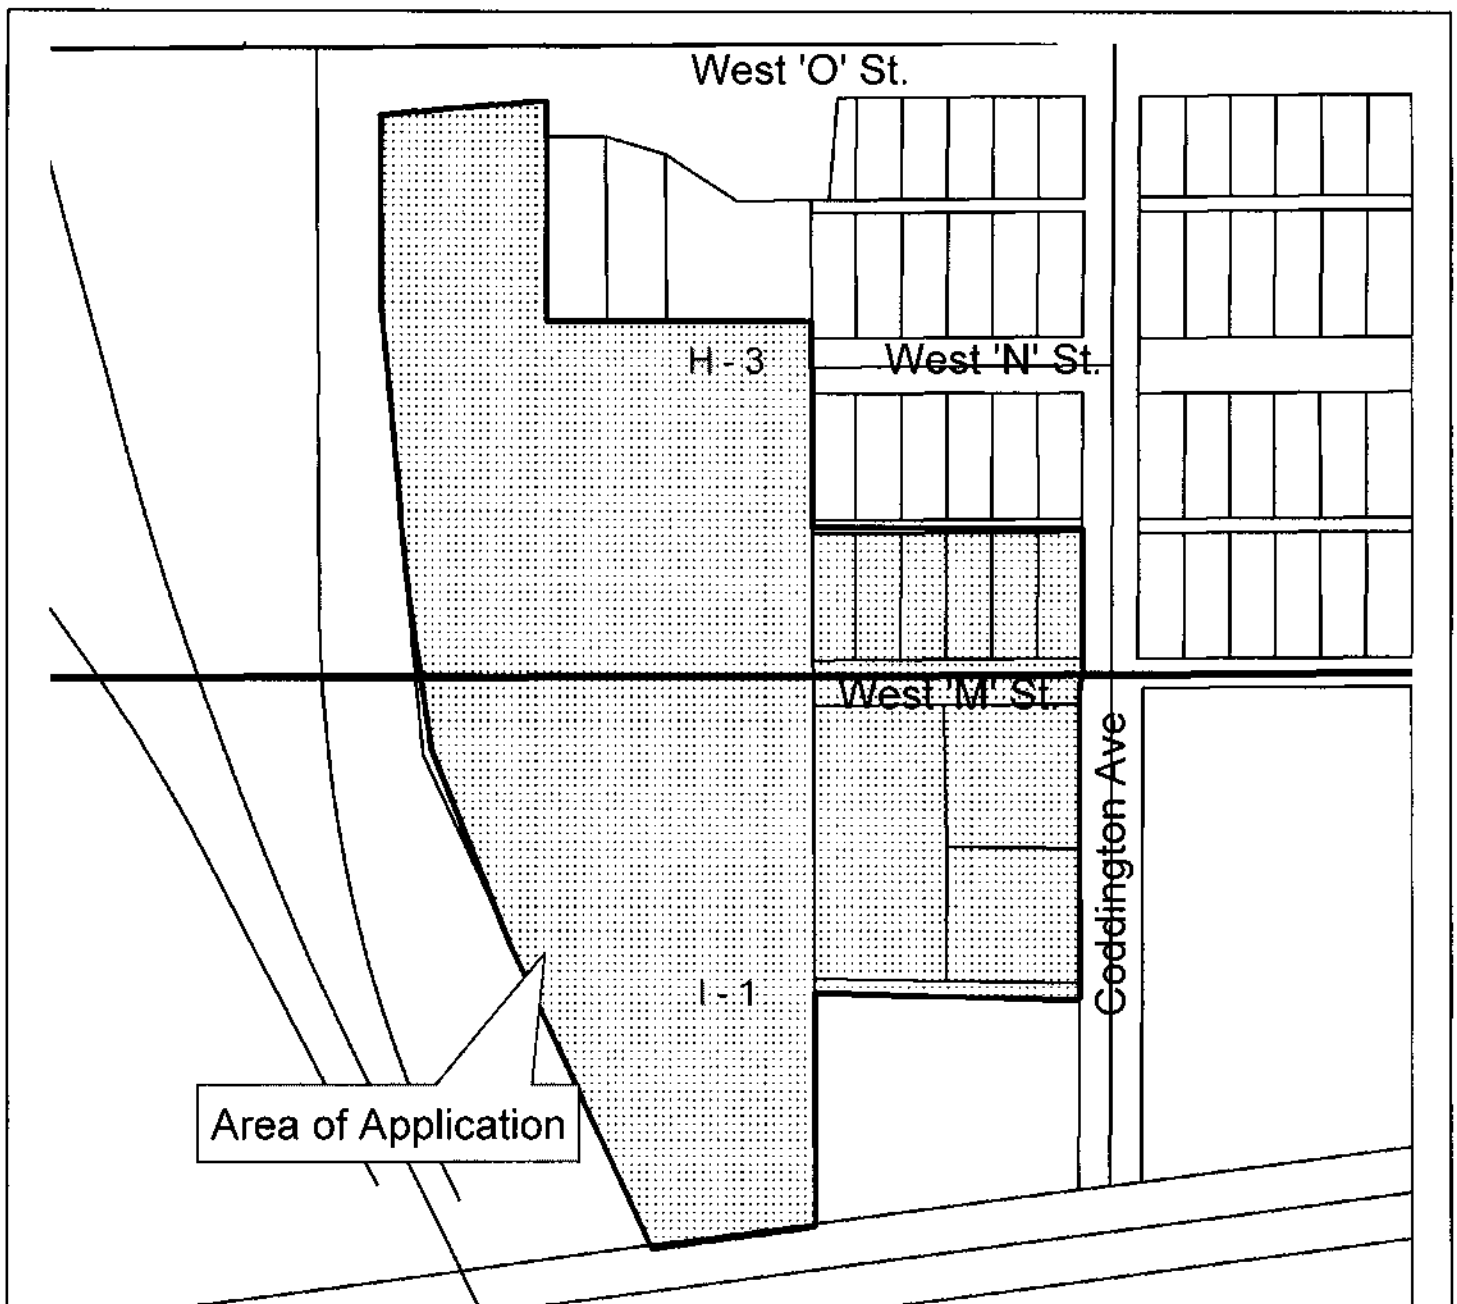 West 'O' St.
H - 3
West 'N' St.
West 'M' St.
Coddington Ave
I - 1
Area of Application